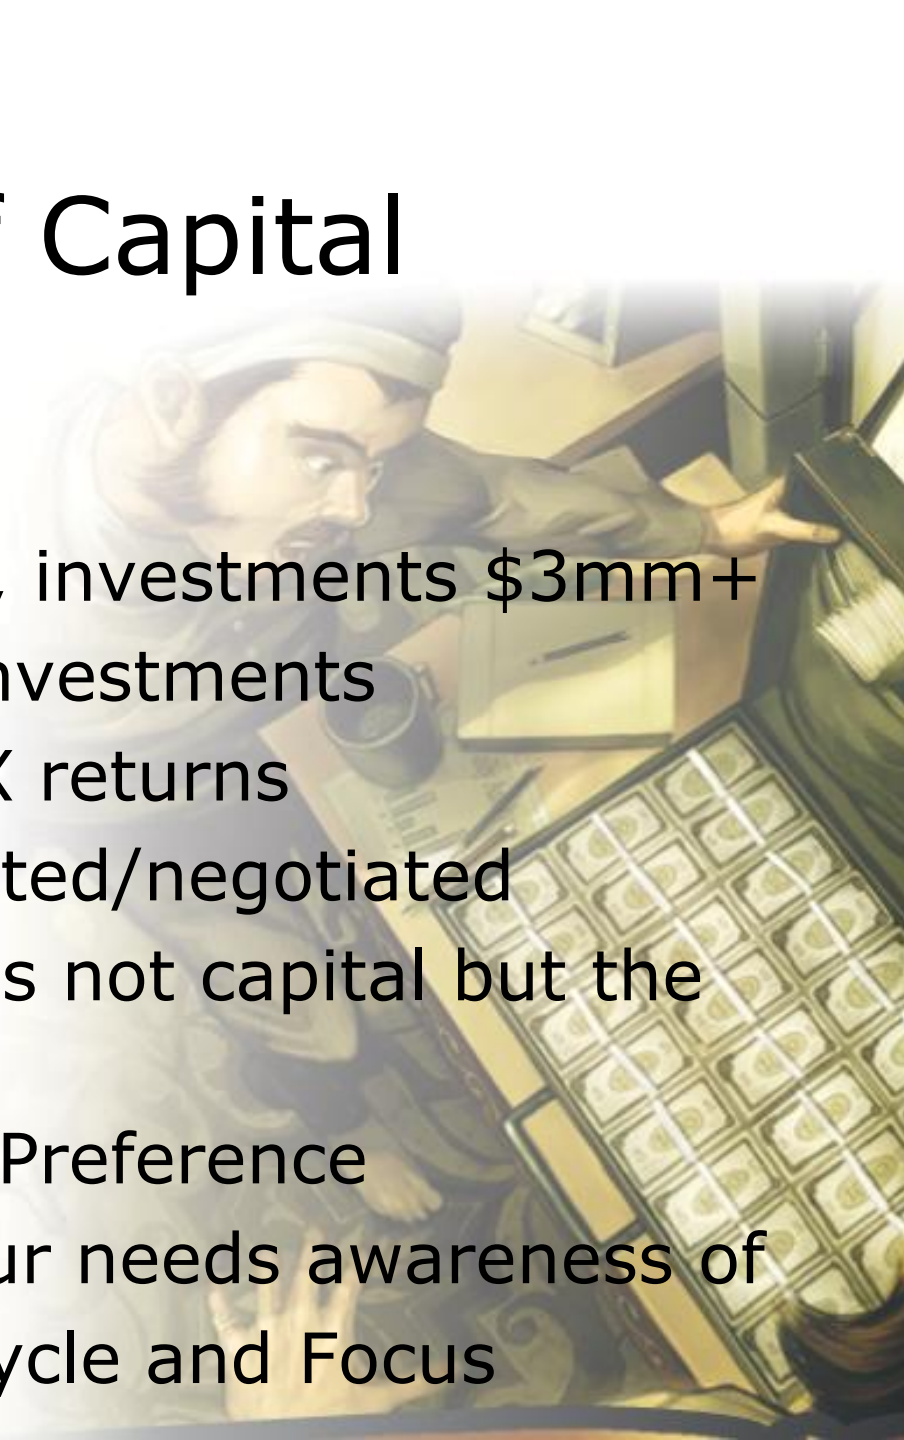 f Capital
, investments $3mm+
nvestments
X returns
ted/negotiated
s not capital but the
Preference
ur needs awareness of
ycle and Focus